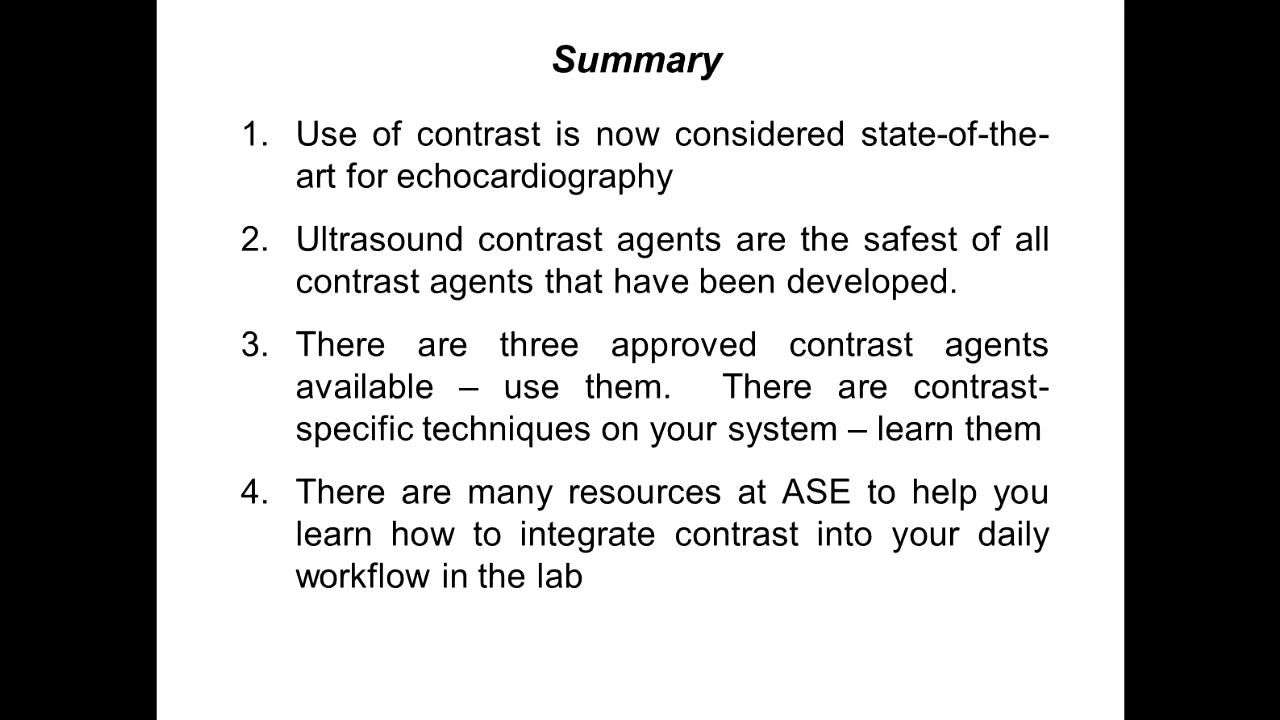 Summary
1. Use of contrast is now considered state-of-the-
art for echocardiography
2. Ultrasound contrast agents are the safest of all
contrast agents that have been developed.
3. There are three approved contrast agents
available – use them.  There are contrast-
specific techniques on your system – learn them
4. There are many resources at ASE to help you
learn how to integrate contrast into your daily
workflow in the lab